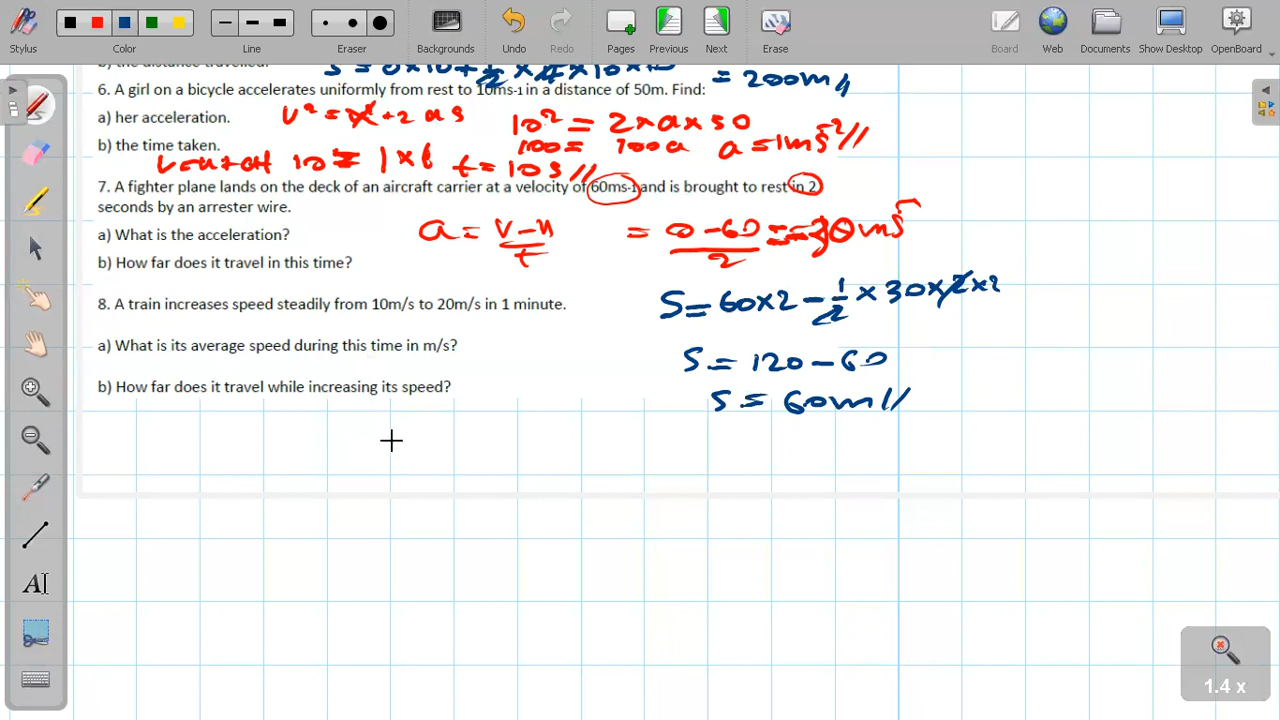 Stylus
Color
Line
Eraser
Backgrounds
Undo
Redo
Pages
Previous
Next
Erase
Board
Web
Documents
Show Desktop
OpenBoard
= 200m //
6. A girl on a bicycle accelerates uniformly from rest to 10ms-1 in a distance of 50m. Find:
a) her acceleration.
v² = u² + 2 a s
10² = 2 x a x 50
100 = 100a a = 1ms⁻² //
b) the time taken.
v = u + at 10 = 1 x t t = 10 s //
7. A fighter plane lands on the deck of an aircraft carrier at a velocity of 60ms-1 and is brought to rest in 2
seconds by an arrester wire.
a) What is the acceleration?
a = v - u / t = 0 - 60 / 2 = -30 ms
b) How far does it travel in this time?
S = 60 x 2 - 1/2 x 30 x 2 x 2
S = 120 - 60
S = 60m //
8. A train increases speed steadily from 10m/s to 20m/s in 1 minute.
a) What is its average speed during this time in m/s?
b) How far does it travel while increasing its speed?
1.4 x